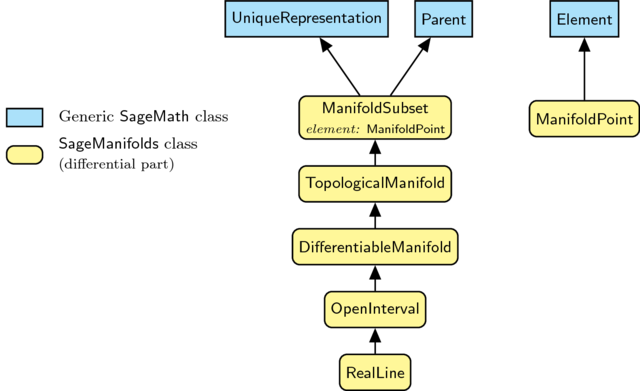 UniqueRepresentation
Parent
Element
Generic SageMath class
SageManifolds class
(differential part)
ManifoldSubset
element: ManifoldPoint
ManifoldPoint
TopologicalManifold
DifferentiableManifold
OpenInterval
RealLine